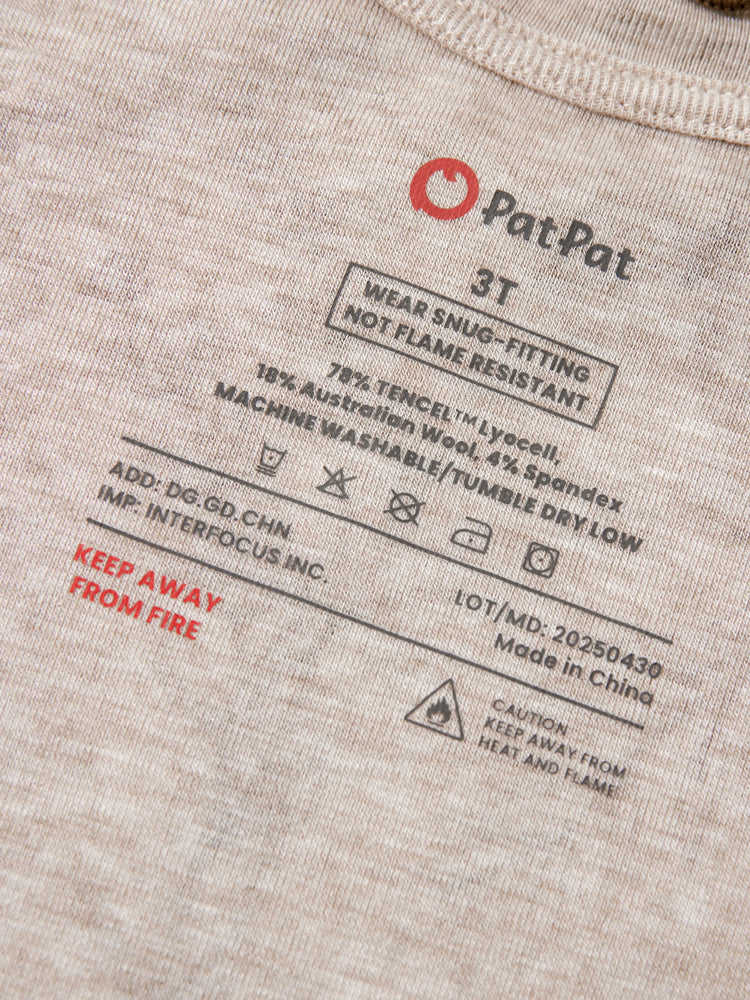 PatPat
3T
WEAR SNUG-FITTING
NOT FLAME RESISTANT
78% TENCEL™ Lyocell,
18% Australian Wool, 4% Spandex
MACHINE WASHABLE/TUMBLE DRY LOW
ADD: DG.GD.CHN
IMP: INTERFOCUS INC.
LOT/MD: 20250430
Made in China
KEEP AWAY
FROM FIRE
CAUTION
KEEP AWAY FROM
HEAT AND FLAME